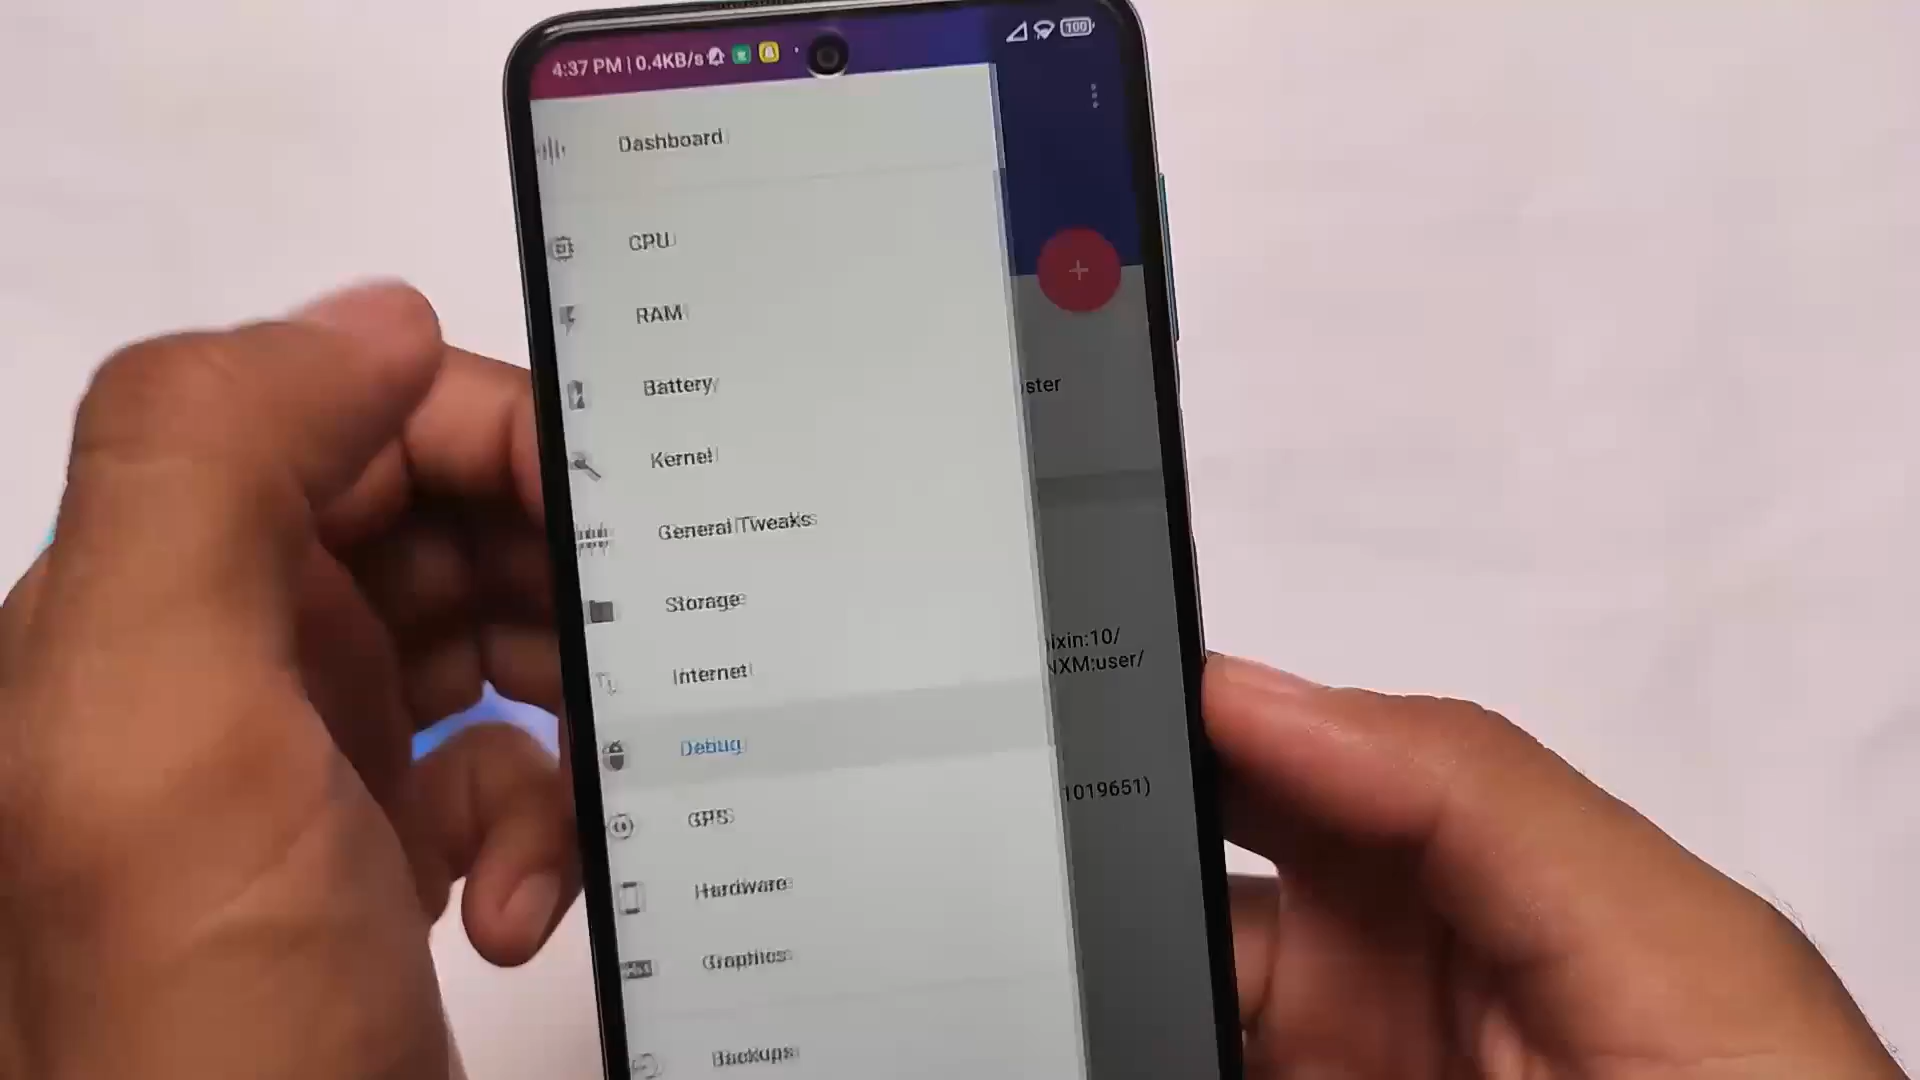 4:37 PM | 0.4KB/s
100
Dashboard
CPU
RAM
Battery
Kernel
General Tweaks
Storage
Internet
Debug
GPS
Hardware
Graphics
Backups
+
ster
ixin:10/
NXM:user/
1019651)